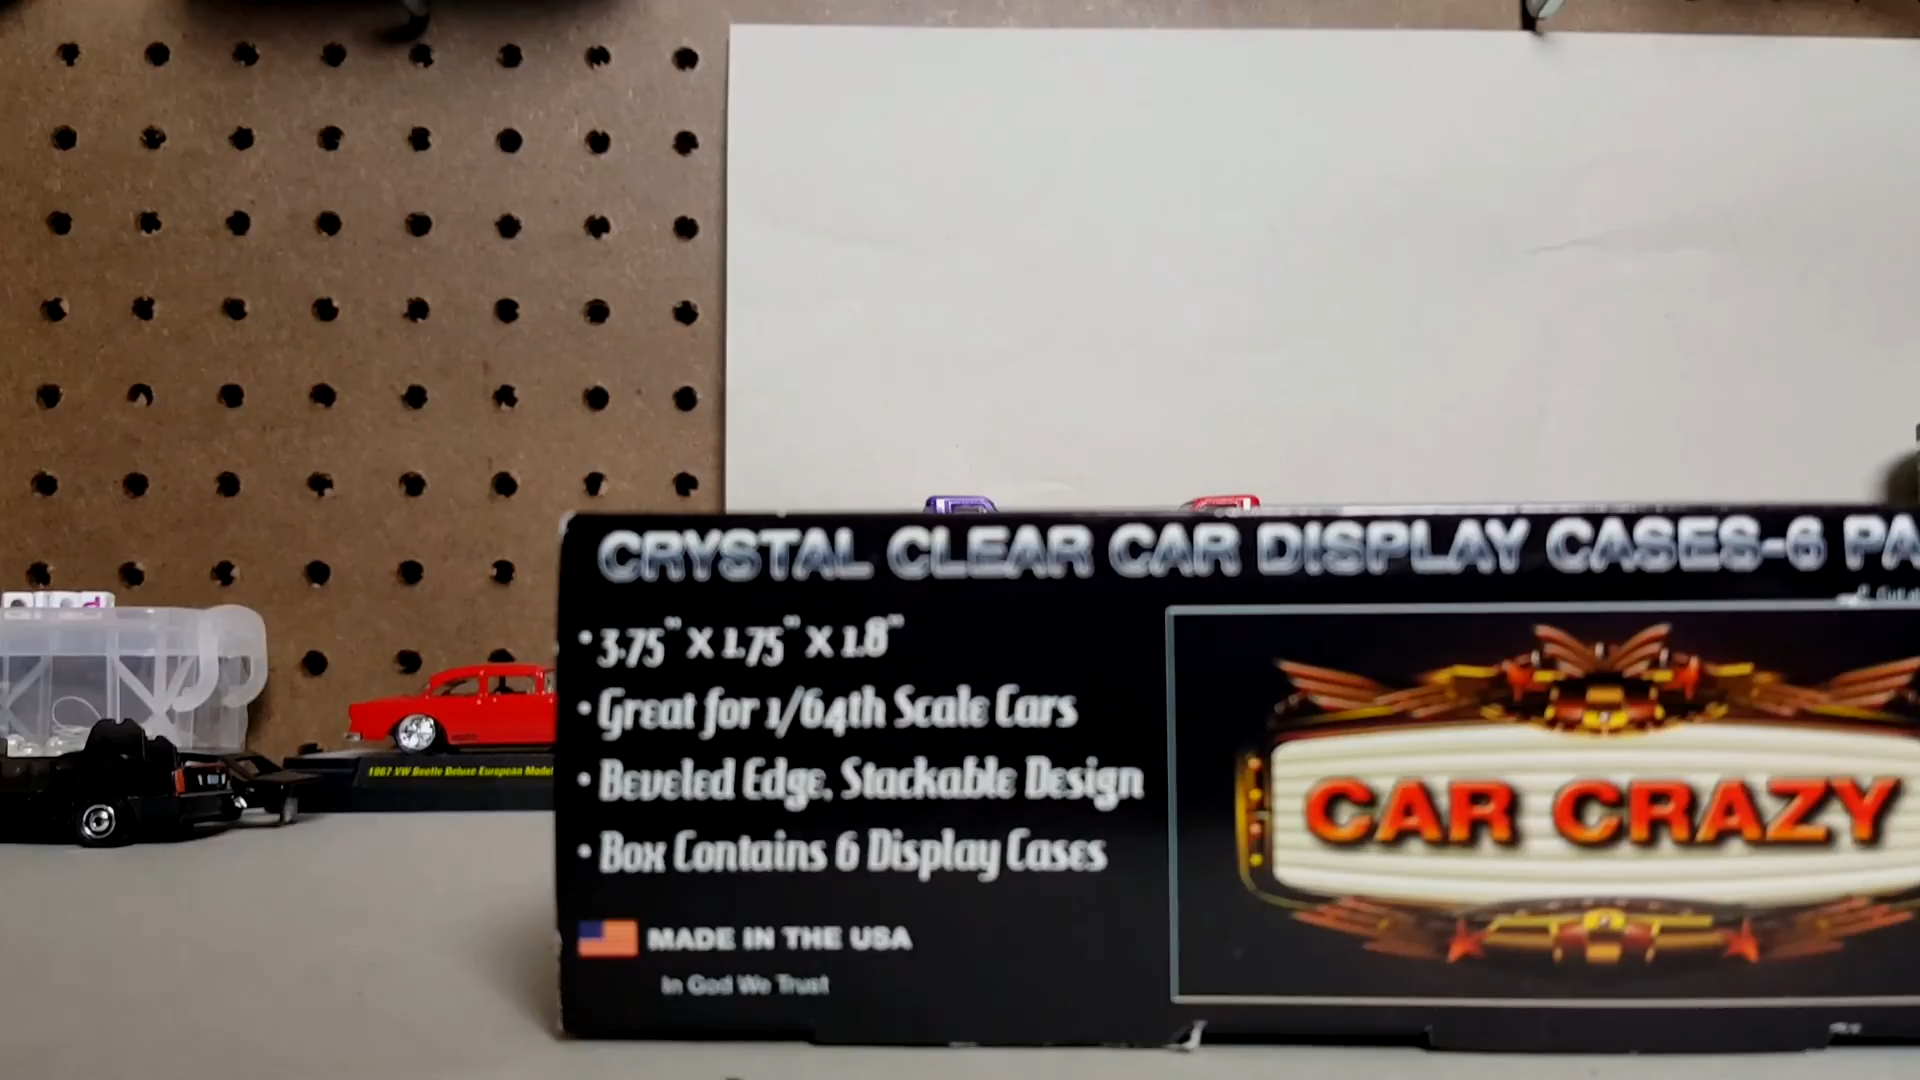 CRYSTAL CLEAR CAR DISPLAY CASES-6 PA
• 3.75" X 1.75" X 1.8"
• Great for 1/64th Scale Cars
• Beveled Edge, Stackable Design
• Box Contains 6 Display Cases
MADE IN THE USA
In God We Trust
CAR CRAZY
1967 VW Beetle Deluxe European Model